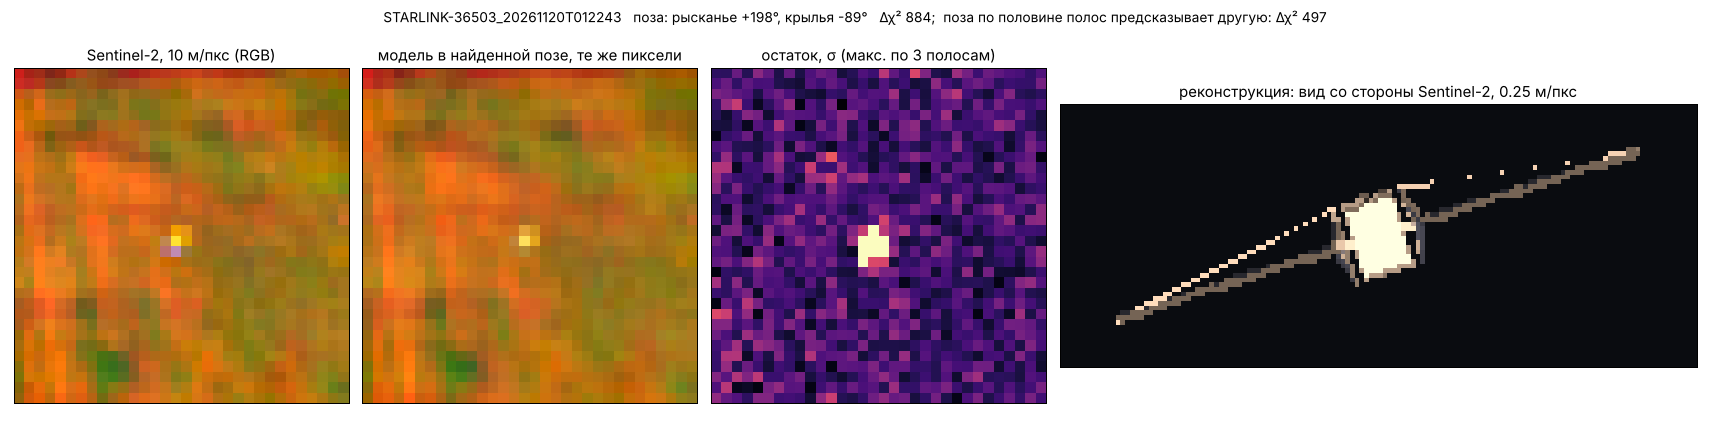 STARLINK-36503_20261120T012243   поза: рысканье +198°, крылья -89°   Δχ² 884;  поза по половине полос предсказывает другую: Δχ² 497
Sentinel-2, 10 м/пкс (RGB)
модель в найденной позе, те же пиксели
остаток, σ (макс. по 3 полосам)
реконструкция: вид со стороны Sentinel-2, 0.25 м/пкс